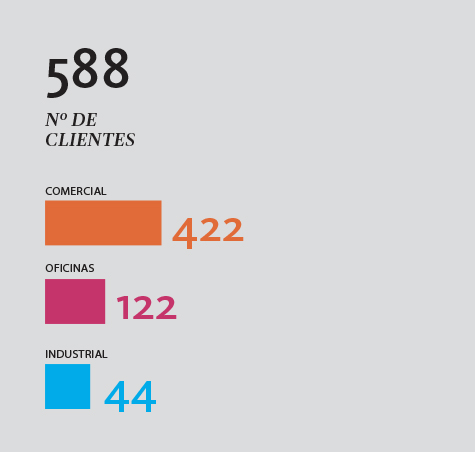 588
Nº DE
CLIENTES
COMERCIAL
422
OFICINAS
122
INDUSTRIAL
44